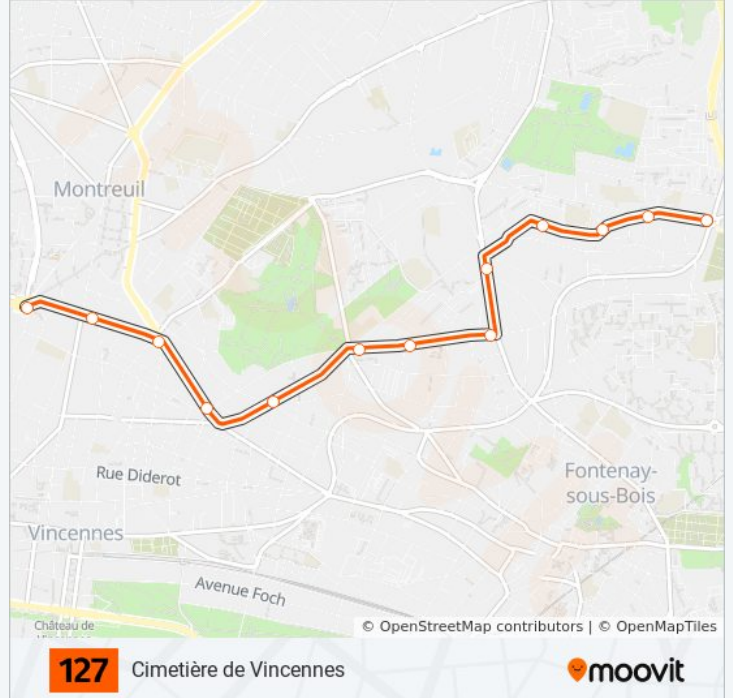 Montreuil
Rue Diderot
Fontenay-
sous-Bois
Vincennes
Avenue Foch
Château de
© OpenStreetMap contributors | © OpenMapTiles
127
Cimetière de Vincennes
moovit